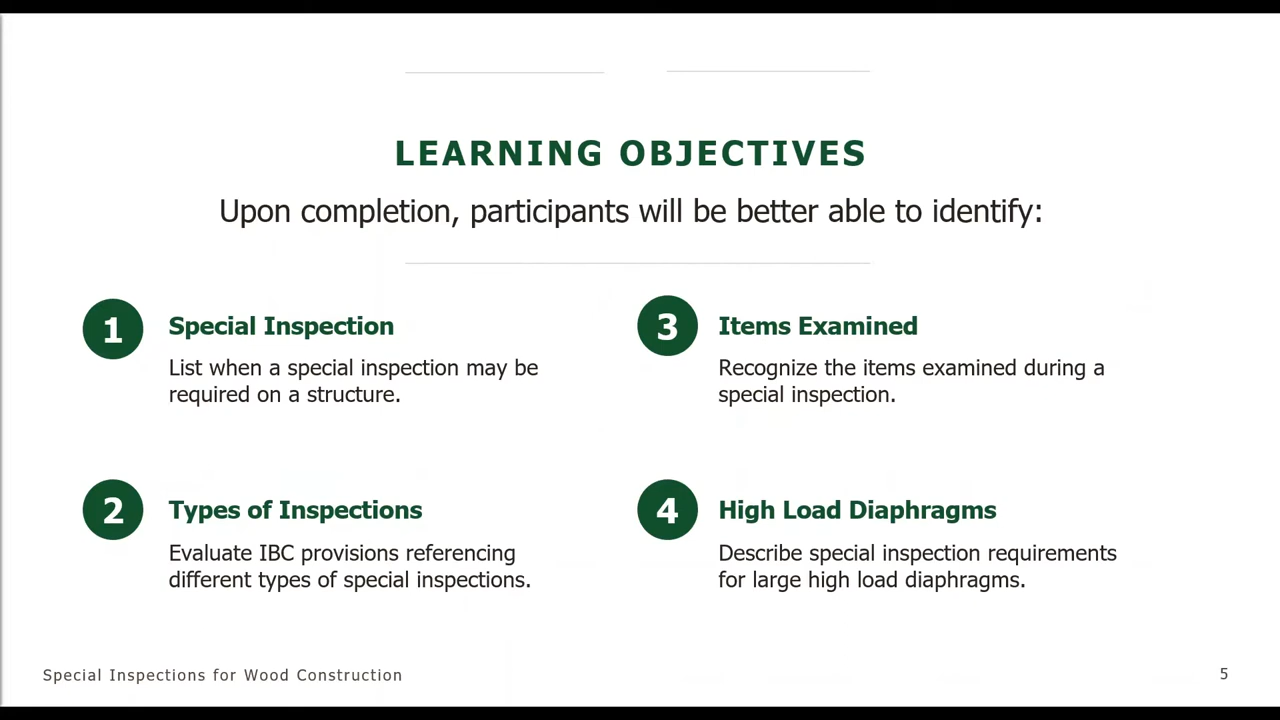 LEARNING OBJECTIVES
Upon completion, participants will be better able to identify:
1
Special Inspection
List when a special inspection may be
required on a structure.
2
Types of Inspections
Evaluate IBC provisions referencing
different types of special inspections.
3
Items Examined
Recognize the items examined during a
special inspection.
4
High Load Diaphragms
Describe special inspection requirements
for large high load diaphragms.
Special Inspections for Wood Construction
5